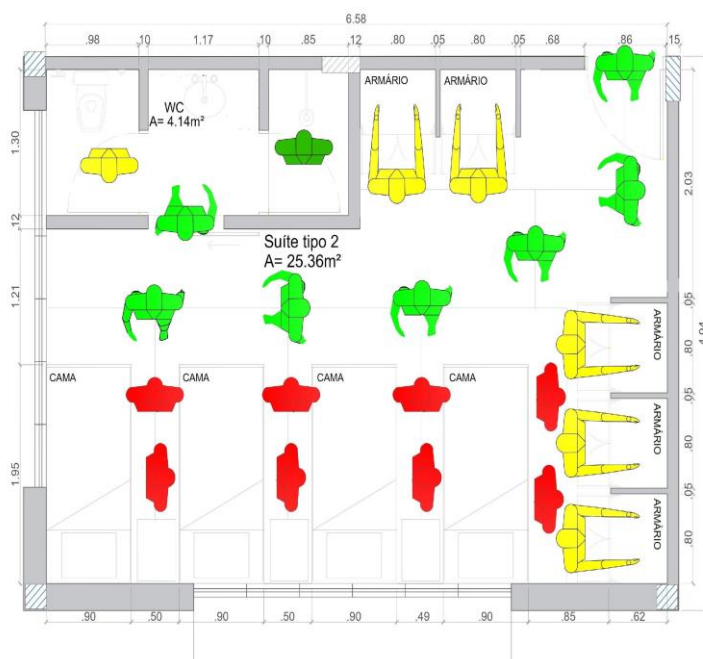 6.58
.98 .10 1.17 .10 .85 .12 .80 .05 .80 .05 .68 .86 .15
ARMÁRIO ARMÁRIO
WC
A= 4.14m²
1.30
2.03
.12
Suíte tipo 2
A= 25.36m²
1.21
.05
ARMÁRIO
.80
CAMA CAMA CAMA CAMA
.05
ARMÁRIO
.80
1.95
.05
ARMÁRIO
.80
.90 .50 .90 .50 .90 .49 .90 .85 .62